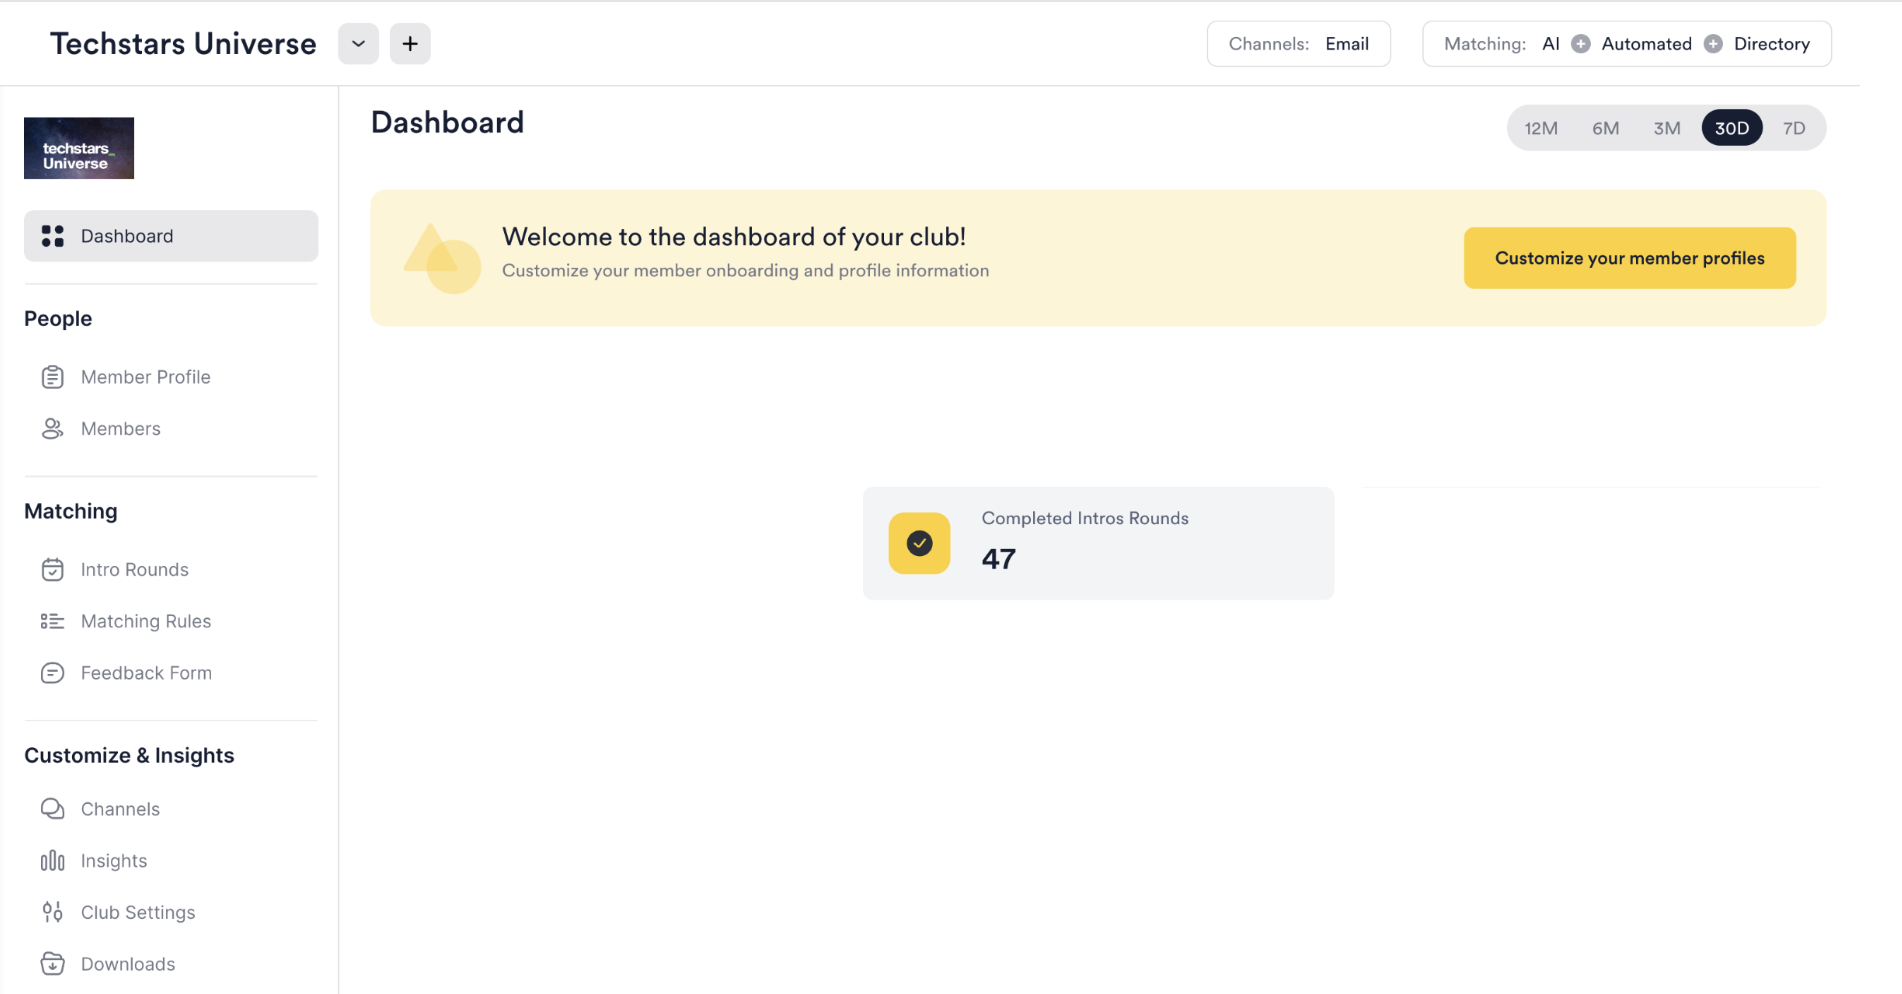 Techstars Universe
Channels: Email
Matching: AI Automated Directory
techstars_
Universe
Dashboard
People
Member Profile
Members
Matching
Intro Rounds
Matching Rules
Feedback Form
Customize & Insights
Channels
Insights
Club Settings
Downloads
Dashboard
12M 6M 3M 30D 7D
Welcome to the dashboard of your club!
Customize your member onboarding and profile information
Customize your member profiles
Completed Intros Rounds
47